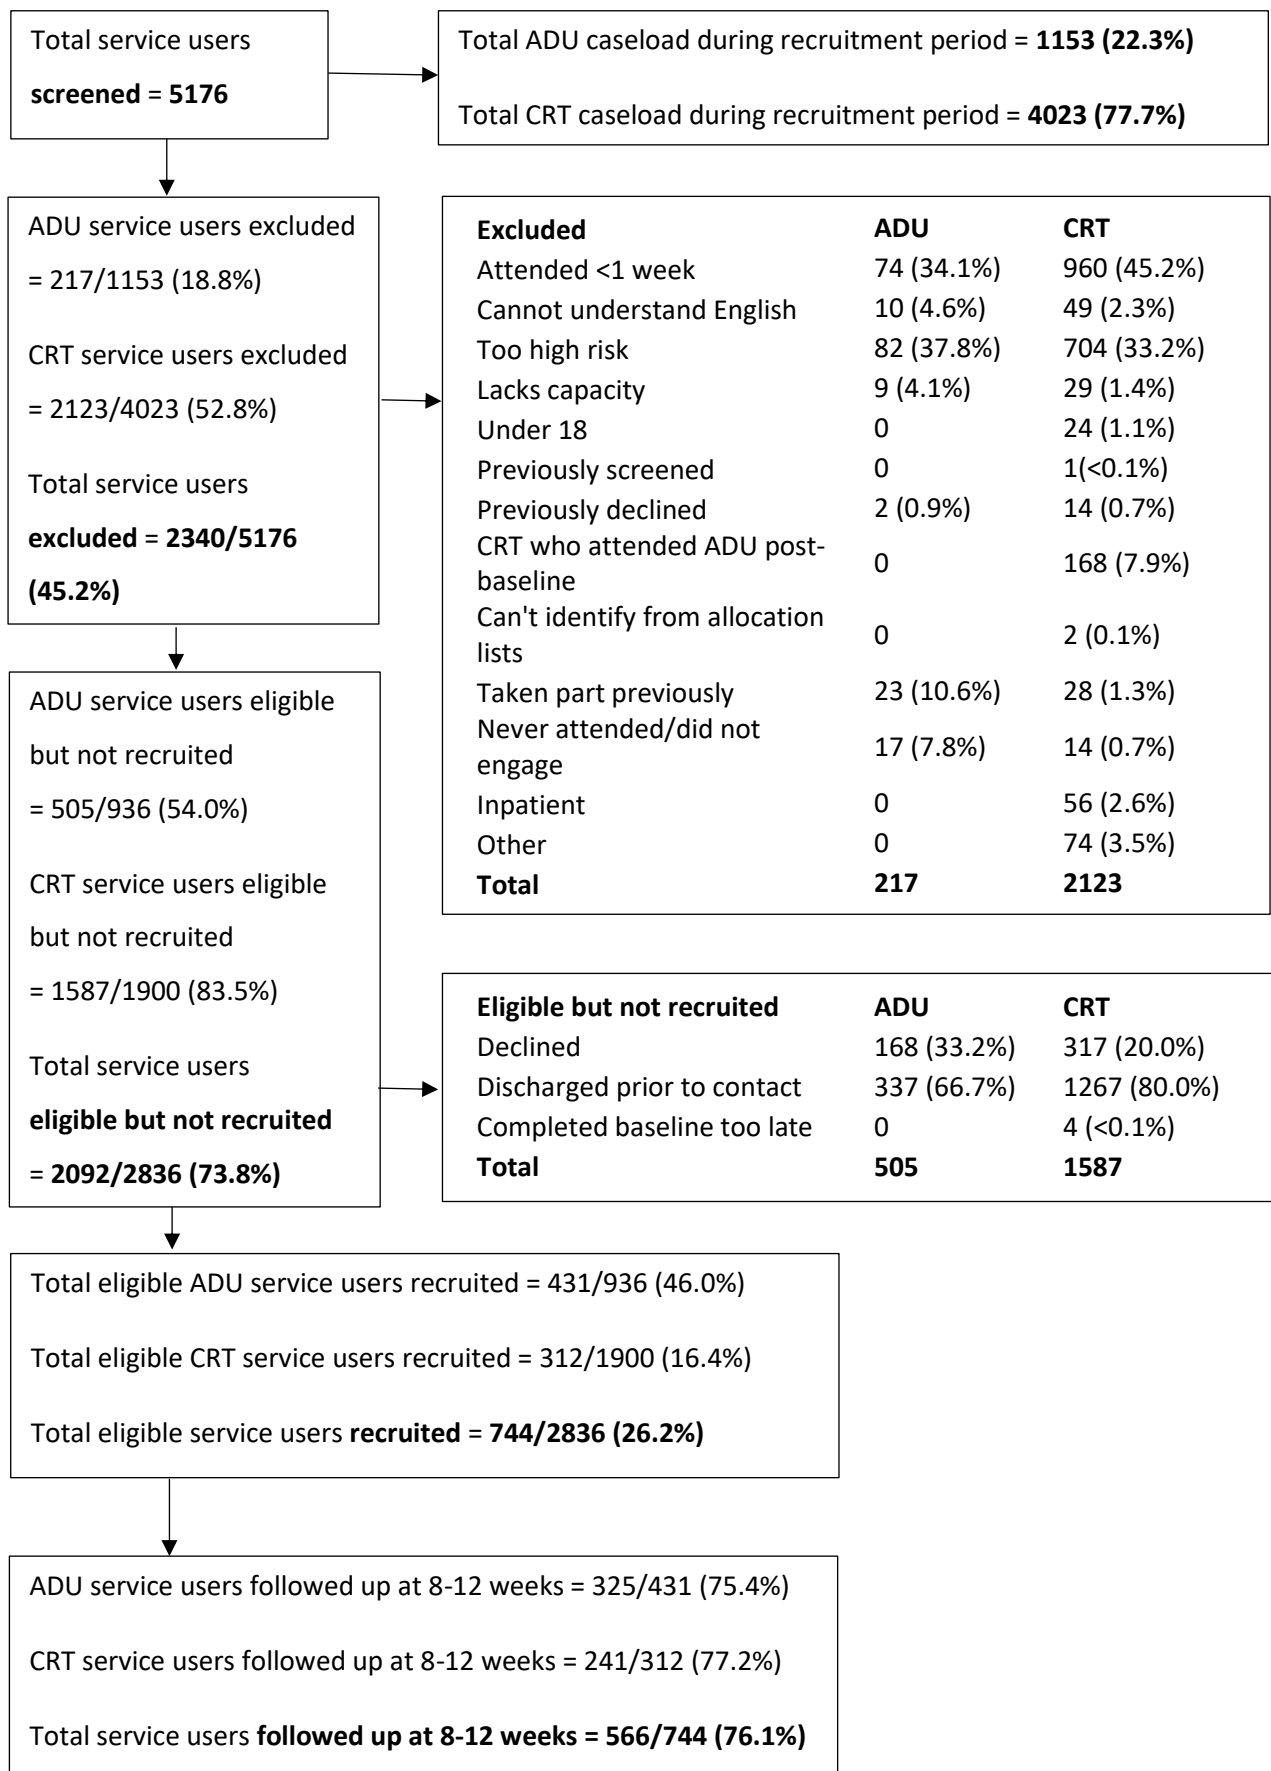 Total service users
screened = 5176
Total ADU caseload during recruitment period = 1153 (22.3%)
Total CRT caseload during recruitment period = 4023 (77.7%)
ADU service users excluded
= 217/1153 (18.8%)
CRT service users excluded
= 2123/4023 (52.8%)
Total service users
excluded = 2340/5176
(45.2%)
Excluded ADU CRT
Attended <1 week 74 (34.1%) 960 (45.2%)
Cannot understand English 10 (4.6%) 49 (2.3%)
Too high risk 82 (37.8%) 704 (33.2%)
Lacks capacity 9 (4.1%) 29 (1.4%)
Under 18 0 24 (1.1%)
Previously screened 0 1(<0.1%)
Previously declined 2 (0.9%) 14 (0.7%)
CRT who attended ADU post-
baseline 0 168 (7.9%)
Can't identify from allocation
lists 0 2 (0.1%)
Taken part previously 23 (10.6%) 28 (1.3%)
Never attended/did not
engage 17 (7.8%) 14 (0.7%)
Inpatient 0 56 (2.6%)
Other 0 74 (3.5%)
Total 217 2123
ADU service users eligible
but not recruited
= 505/936 (54.0%)
CRT service users eligible
but not recruited
= 1587/1900 (83.5%)
Total service users
eligible but not recruited
= 2092/2836 (73.8%)
Eligible but not recruited ADU CRT
Declined 168 (33.2%) 317 (20.0%)
Discharged prior to contact 337 (66.7%) 1267 (80.0%)
Completed baseline too late 0 4 (<0.1%)
Total 505 1587
Total eligible ADU service users recruited = 431/936 (46.0%)
Total eligible CRT service users recruited = 312/1900 (16.4%)
Total eligible service users recruited = 744/2836 (26.2%)
ADU service users followed up at 8-12 weeks = 325/431 (75.4%)
CRT service users followed up at 8-12 weeks = 241/312 (77.2%)
Total service users followed up at 8-12 weeks = 566/744 (76.1%)